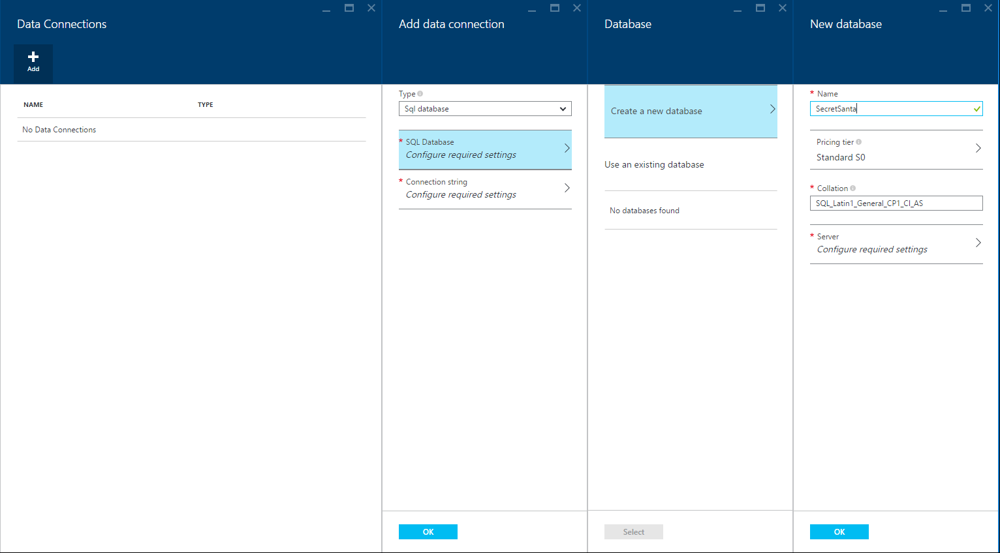 Data Connections
Add
NAME TYPE
No Data Connections
Add data connection
Type
Sql database
* SQL Database
Configure required settings
* Connection string
Configure required settings
OK
Database
Create a new database
Use an existing database
No databases found
Select
New database
* Name
SecretSanta
Pricing tier
Standard S0
* Collation
SQL_Latin1_General_CP1_CI_AS
* Server
Configure required settings
OK